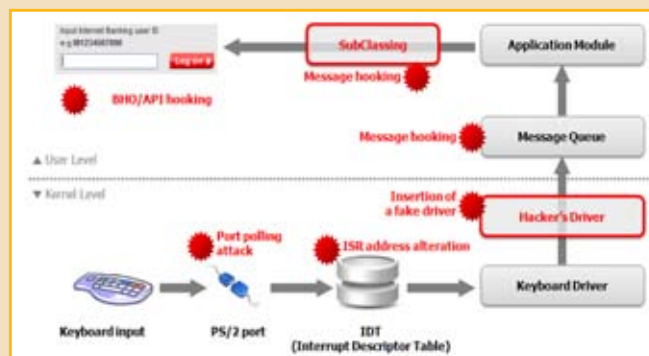 Input Internet Banking user ID
e.g.
Log on
SubClassing
Application Module
Message hooking
BHO/API hooking
Message hooking
Message Queue
▲ User Level
▼ Kernel Level
Insertion of
a fake driver
Hacker's Driver
Port polling
attack
ISR address alteration
Keyboard input
PS/2 port
IDT
(Interrupt Descriptor Table)
Keyboard Driver